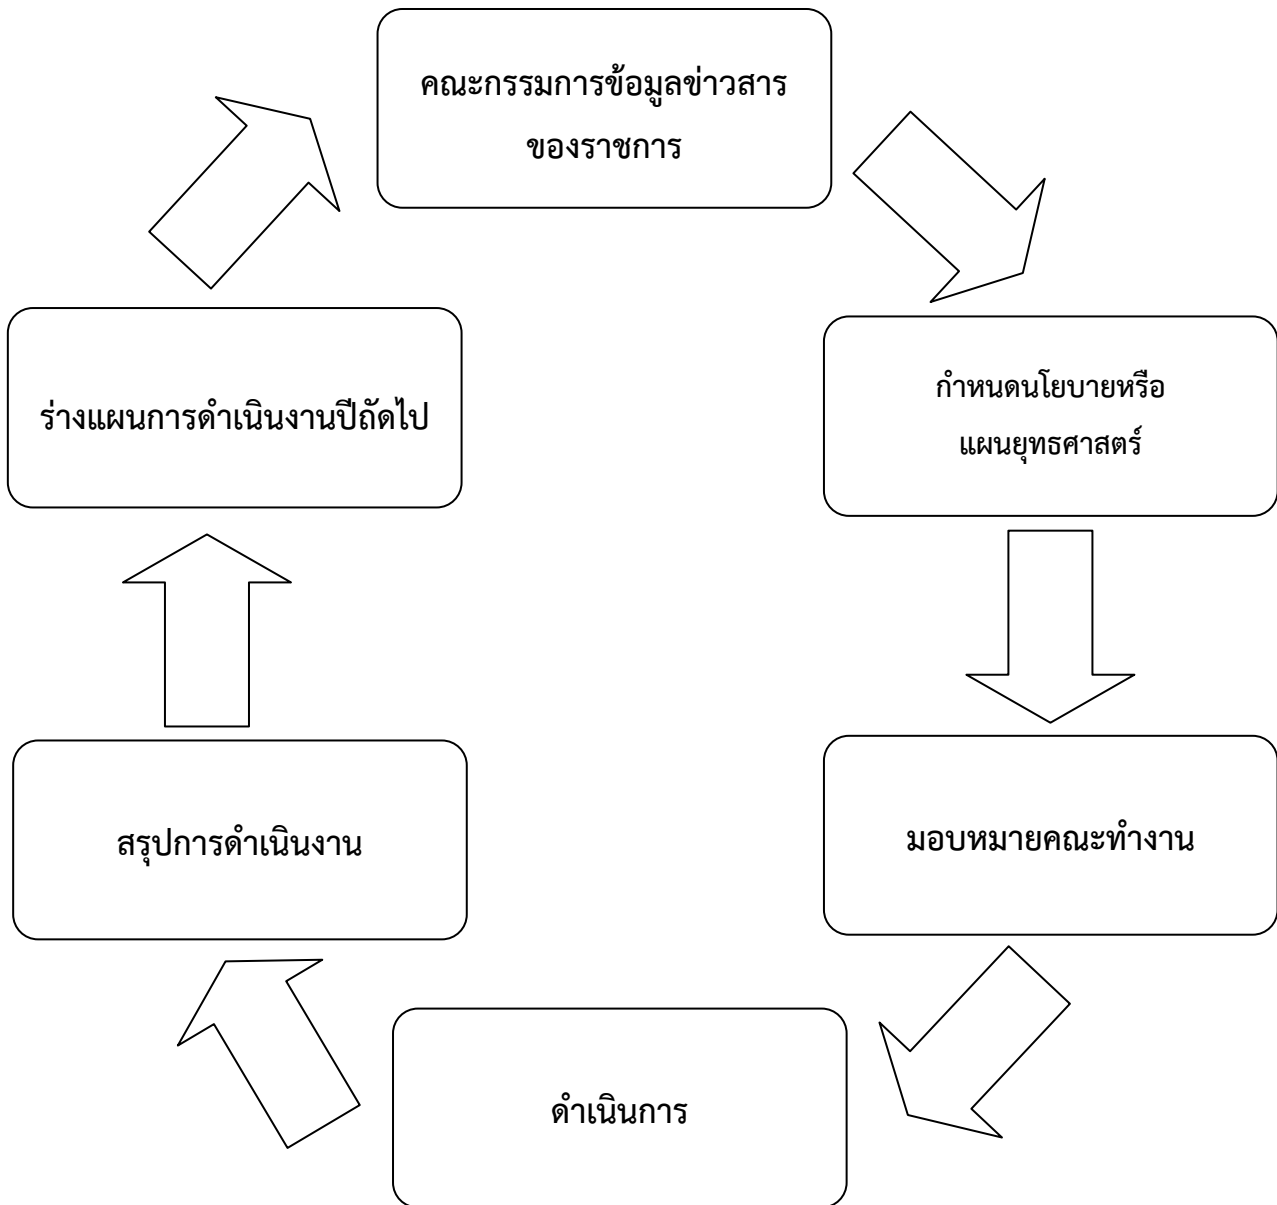 คณะกรรมการข้อมูลข่าวสาร
ของราชการ
กำหนดนโยบายหรือ
แผนยุทธศาสตร์
มอบหมายคณะทำงาน
ดำเนินการ
สรุปการดำเนินงาน
ร่างแผนการดำเนินงานปีถัดไป